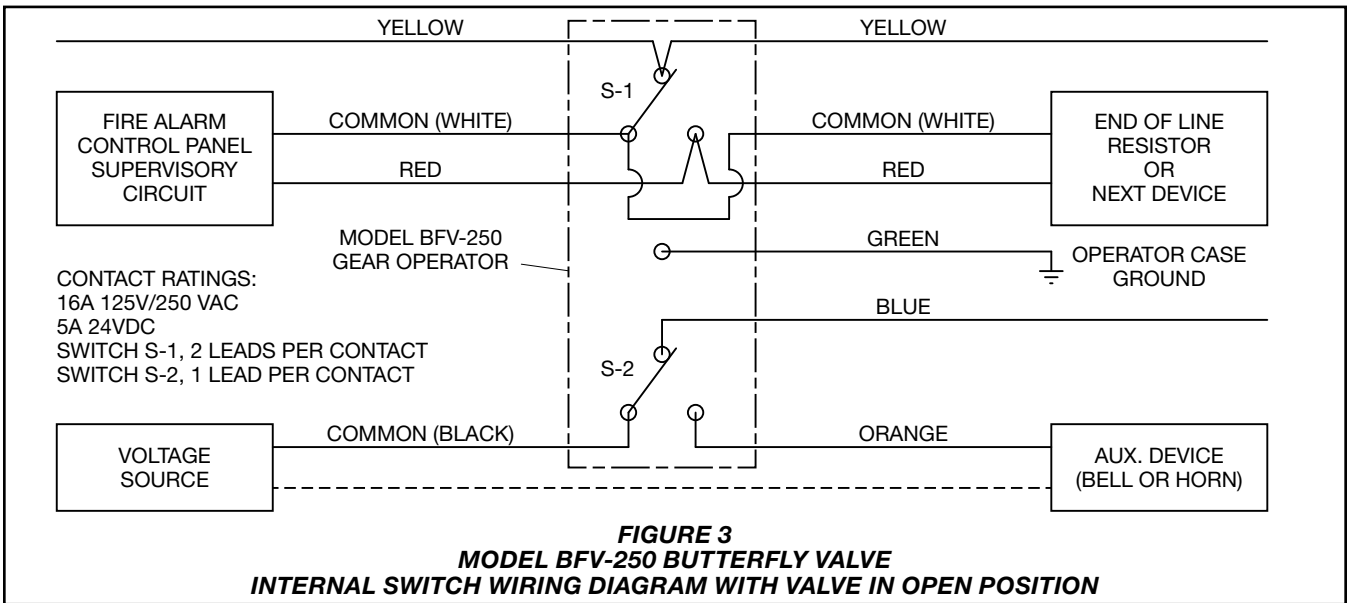 YELLOW
YELLOW
S-1
FIRE ALARM
CONTROL PANEL
SUPERVISORY
CIRCUIT
COMMON (WHITE)
RED
COMMON (WHITE)
RED
END OF LINE
RESISTOR
OR
NEXT DEVICE
MODEL BFV-250
GEAR OPERATOR
GREEN
OPERATOR CASE
GROUND
CONTACT RATINGS:
16A 125V/250 VAC
5A 24VDC
SWITCH S-1, 2 LEADS PER CONTACT
SWITCH S-2, 1 LEAD PER CONTACT
BLUE
S-2
VOLTAGE
SOURCE
COMMON (BLACK)
ORANGE
AUX. DEVICE
(BELL OR HORN)
FIGURE 3
MODEL BFV-250 BUTTERFLY VALVE
INTERNAL SWITCH WIRING DIAGRAM WITH VALVE IN OPEN POSITION